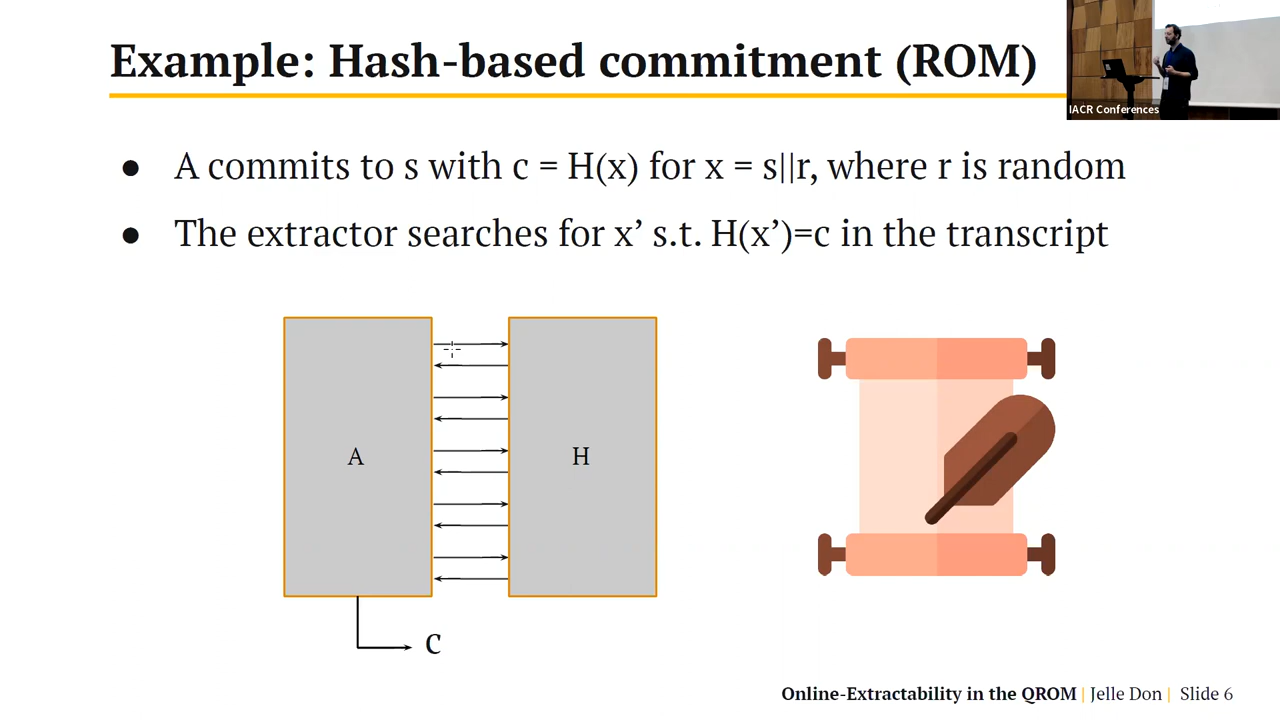 Example: Hash-based commitment (ROM)
IACR Conferences
● A commits to s with c = H(x) for x = s||r, where r is random
● The extractor searches for x’ s.t. H(x’)=c in the transcript
A
H
c
Online-Extractability in the QROM | Jelle Don | Slide 6